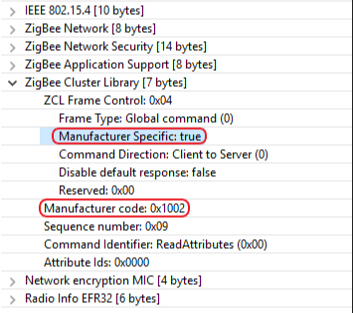 IEEE 802.15.4 [10 bytes]
ZigBee Network [8 bytes]
ZigBee Network Security [14 bytes]
ZigBee Application Support [8 bytes]
ZigBee Cluster Library [7 bytes]
ZCL Frame Control: 0x04
Frame Type: Global command (0)
Manufacturer Specific: true
Command Direction: Client to Server (0)
Disable default response: false
Reserved: 0x00
Manufacturer code: 0x1002
Sequence number: 0x09
Command Identifier: ReadAttributes (0x00)
Attribute Ids: 0x0000
Network encryption MIC [4 bytes]
Radio Info EFR32 [6 bytes]